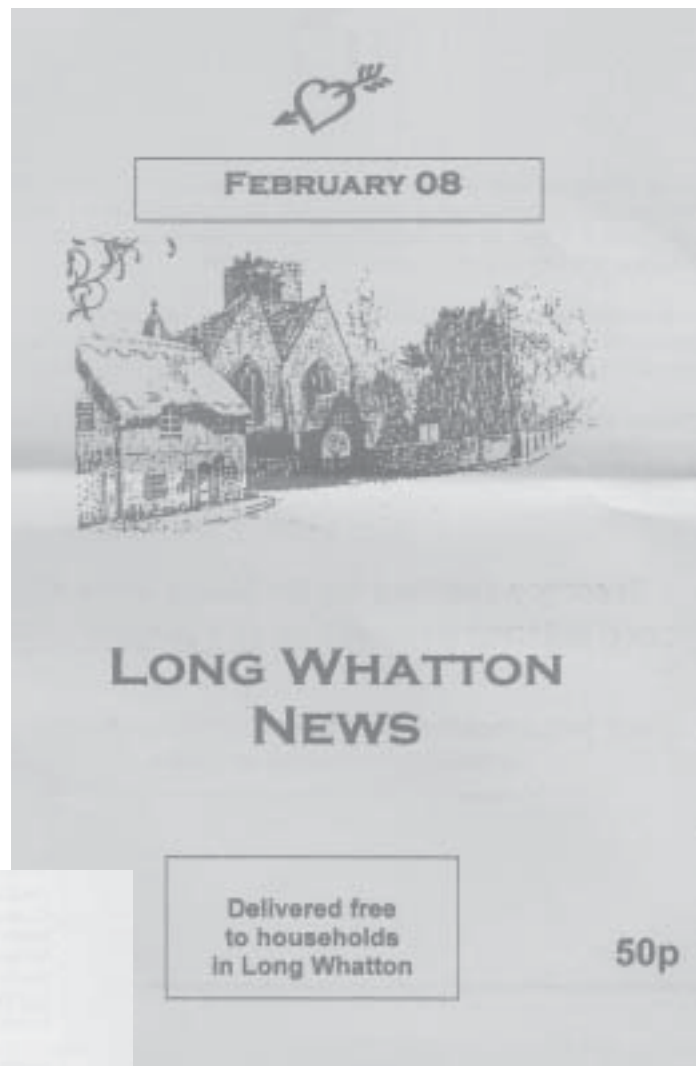 FEBRUARY 08
LONG WHATTON
NEWS
Delivered free
to households
in Long Whatton
50p